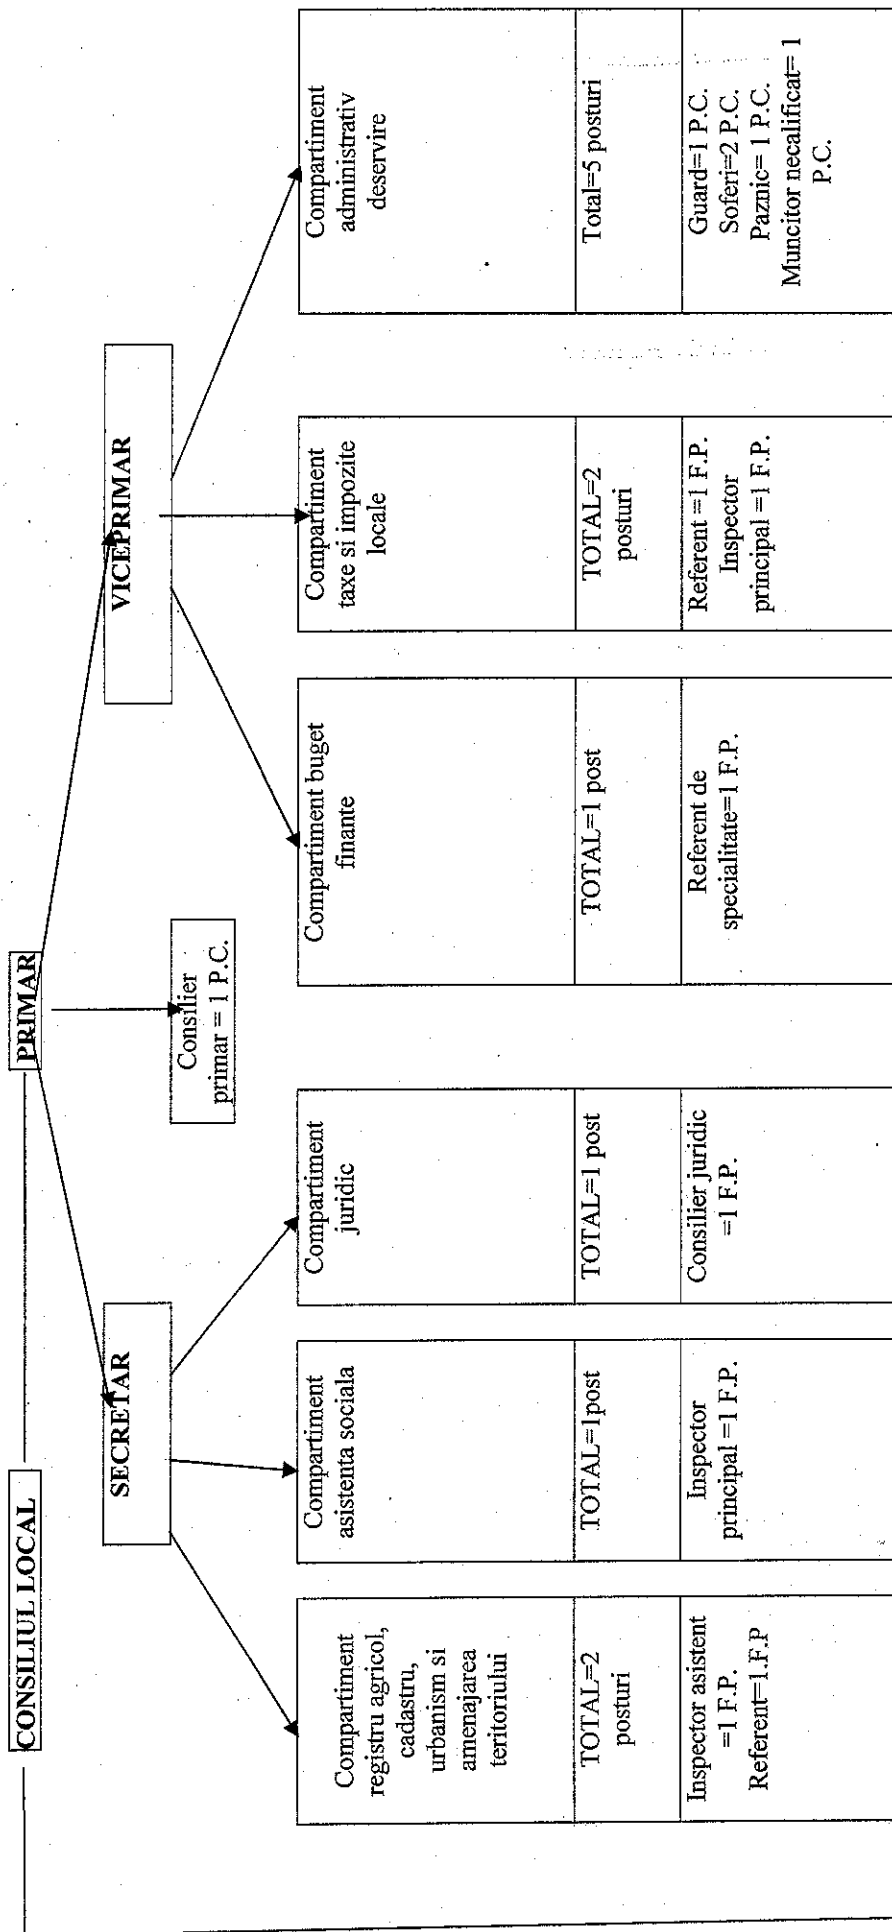 CONSILIUL LOCAL
PRIMAR
SECRETAR
Consilier
primar = 1 P.C.
VICEPRIMAR
Compartiment
registru agricol,
cadastru,
urbanism si
amenajarea
teritoriului
TOTAL=2
posturi
Inspector asistent
=1 F.P.
Referent=1.F.P
Compartiment
asistenta sociala
TOTAL=1post
Inspector
principal =1 F.P.
Compartiment
juridic
TOTAL=1 post
Consilier juridic
=1 F.P.
Compartiment buget
finante
TOTAL=1 post
Referent de
specialitate=1 F.P.
Compartiment
taxe si impozite
locale
TOTAL=2
posturi
Referent =1 F.P.
Inspector
principal =1 F.P.
Compartiment
administrativ
deservire
Total=5 posturi
Guard=1 P.C.
Soferi=2 P.C.
Paznic= 1 P.C.
Muncitor necalificat= 1
P.C.